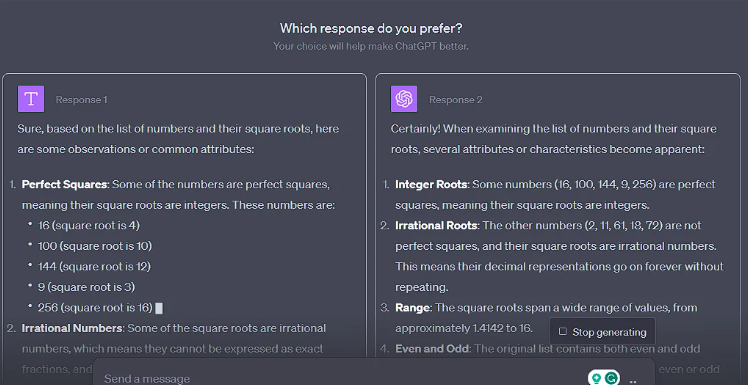 Which response do you prefer?
Your choice will help make ChatGPT better.
T
Response 1
Sure, based on the list of numbers and their square roots, here
are some observations or common attributes:
1. Perfect Squares: Some of the numbers are perfect squares,
meaning their square roots are integers. These numbers are:
• 16 (square root is 4)
• 100 (square root is 10)
• 144 (square root is 12)
• 9 (square root is 3)
• 256 (square root is 16)
2. Irrational Numbers: Some of the square roots are irrational
numbers, which means they cannot be expressed as exact
fractions, and
Response 2
Certainly! When examining the list of numbers and their square
roots, several attributes or characteristics become apparent:
1. Integer Roots: Some numbers (16, 100, 144, 9, 256) are perfect
squares, meaning their square roots are integers.
2. Irrational Roots: The other numbers (2, 11, 61, 18, 72) are not
perfect squares, and their square roots are irrational numbers.
This means their decimal representations go on forever without
repeating.
3. Range: The square roots span a wide range of values, from
approximately 1.4142 to 16.
4. Even and Odd: The original list contains both even and odd
even or odd
Stop generating
Send a message